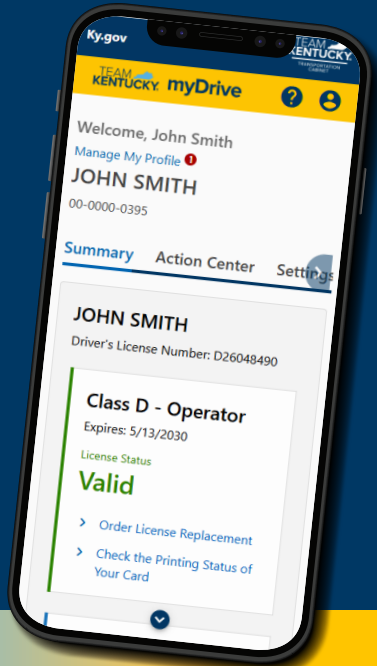 Ky.gov
TEAM
KENTUCKY
TRANSPORTATION
CABINET
TEAM
KENTUCKY.
myDrive
?
Welcome, John Smith
Manage My Profile !
JOHN SMITH
00-0000-0395
Summary Action Center Settings
JOHN SMITH
Driver's License Number: D26048490
Class D - Operator
Expires: 5/13/2030
License Status
Valid
Order License Replacement
Check the Printing Status of
Your Card